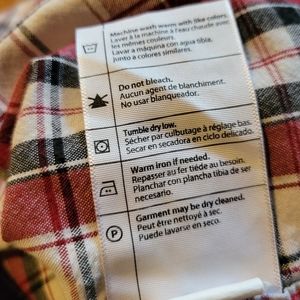 Machine wash warm with like colors.
Laver à la machine à l'eau tiède avec
les mêmes couleurs.
Lavar a máquina con agua tibia,
junto a colores similares.
Do not bleach.
Aucun agent de blanchiment.
No usar blanqueador.
Tumble dry low.
Sécher par culbutage à réglage bas.
Secar en secadora en ciclo delicado.
Warm iron if needed.
Repasser au fer tiède au besoin.
Planchar con plancha tibia de ser
necesario.
Garment may be dry cleaned.
Peut être nettoyé à sec.
Puede lavarse en seco.
P